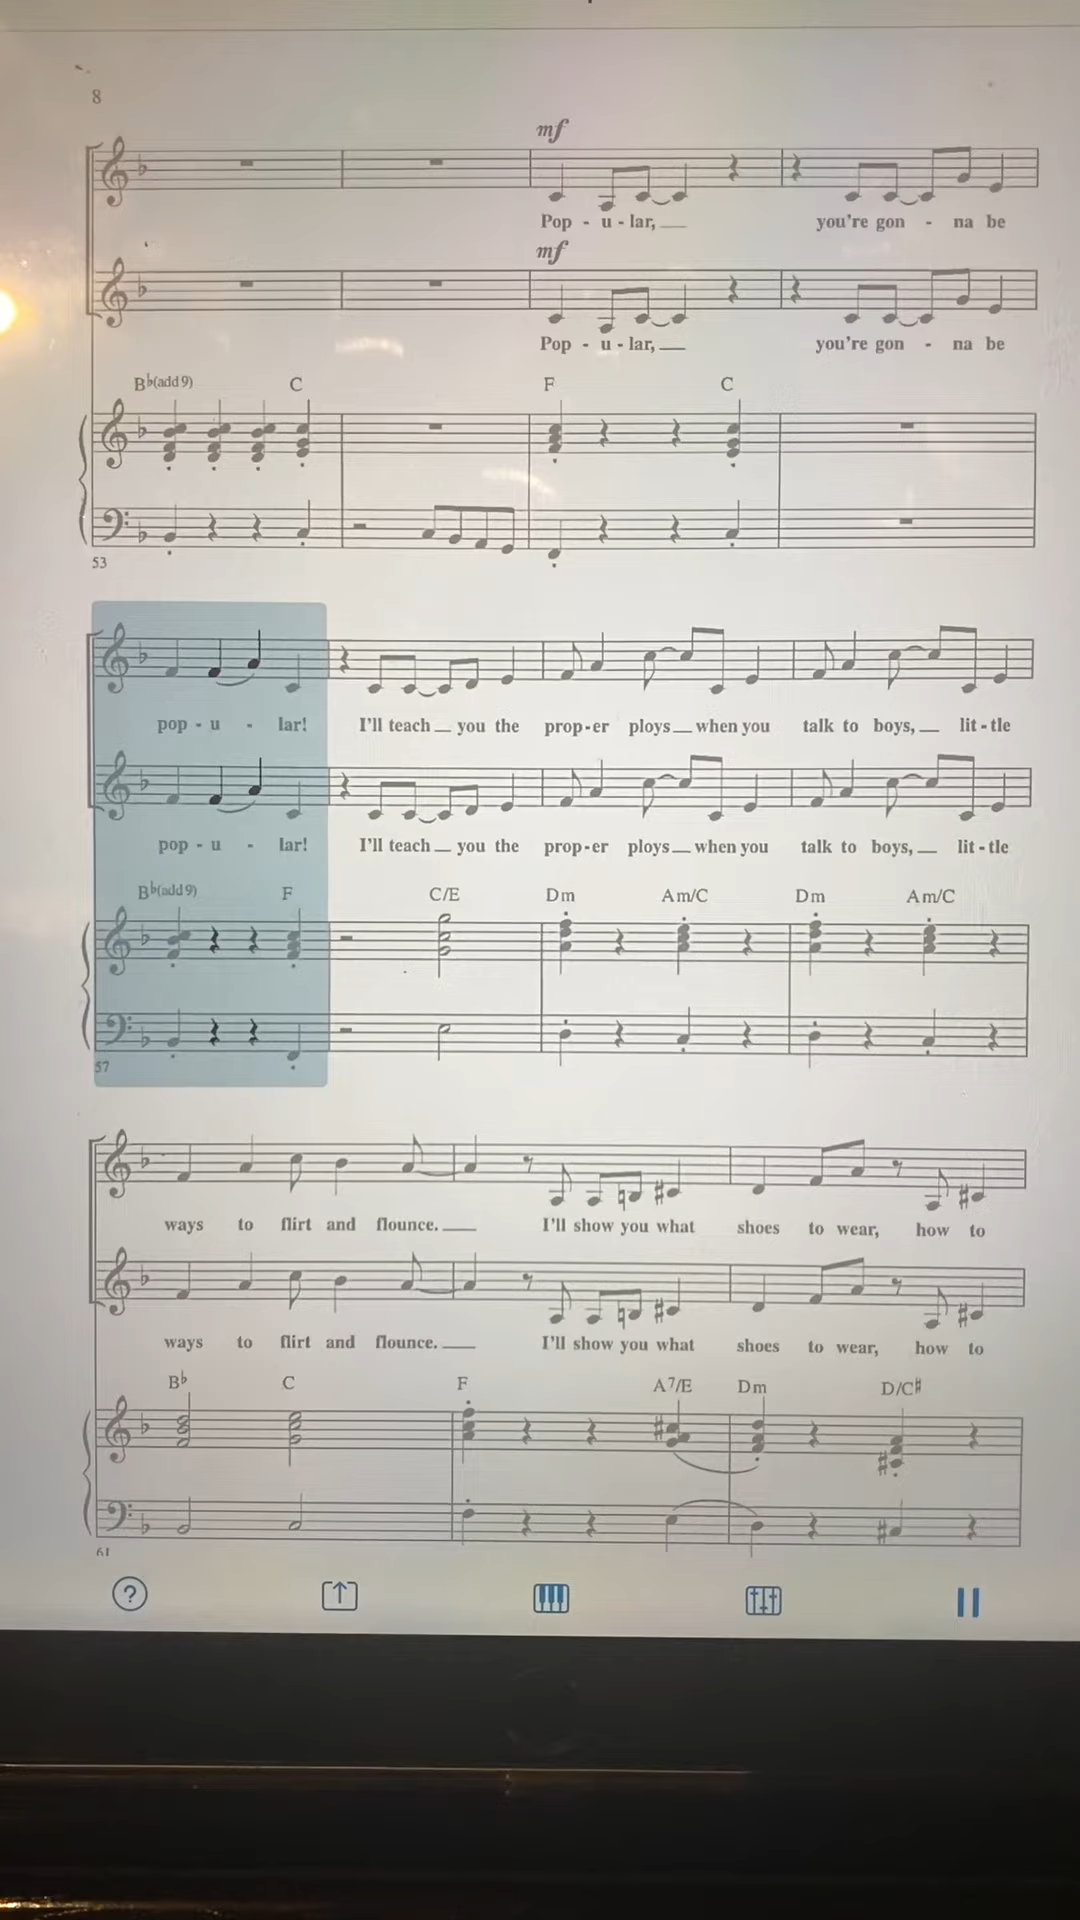 8
mf
Pop - u - lar, you're gon - na be
mf
Pop - u - lar, you're gon - na be
B♭(add9) C F C
53
pop - u - lar! I'll teach you the prop-er ploys when you talk to boys, lit-tle
pop - u - lar! I'll teach you the prop-er ploys when you talk to boys, lit-tle
B♭(add9) F C/E Dm Am/C Dm Am/C
57
ways to flirt and flounce. I'll show you what shoes to wear, how to
ways to flirt and flounce. I'll show you what shoes to wear, how to
B♭ C F A7/E Dm D/C♯
61
?